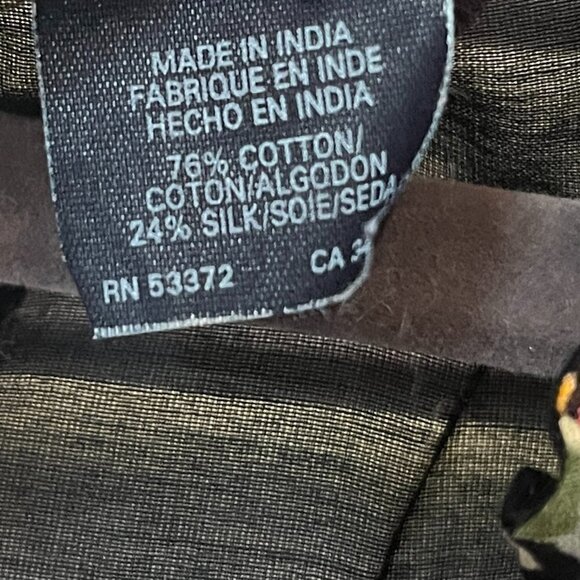 MADE IN INDIA
FABRIQUE EN INDE
HECHO EN INDIA
76% COTTON/
COTON/ALGODON
24% SILK/SOIE/SEDA
RN 53372 CA